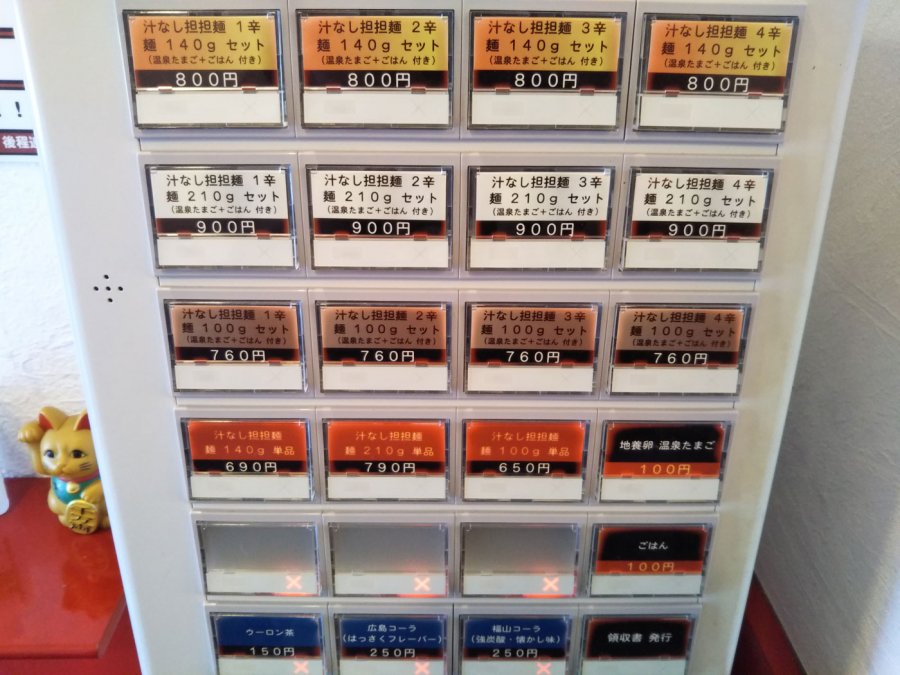 汁なし担担麺 1辛
麺 140g セット
(温泉たまご+ごはん 付き)
800円
汁なし担担麺 2辛
麺 140g セット
(温泉たまご+ごはん 付き)
800円
汁なし担担麺 3辛
麺 140g セット
(温泉たまご+ごはん 付き)
800円
汁なし担担麺 4辛
麺 140g セット
(温泉たまご+ごはん 付き)
800円
汁なし担担麺 1辛
麺 210g セット
(温泉たまご+ごはん 付き)
900円
汁なし担担麺 2辛
麺 210g セット
(温泉たまご+ごはん 付き)
900円
汁なし担担麺 3辛
麺 210g セット
(温泉たまご+ごはん 付き)
900円
汁なし担担麺 4辛
麺 210g セット
(温泉たまご+ごはん 付き)
900円
汁なし担担麺 1辛
麺 100g セット
(温泉たまご+ごはん 付き)
760円
汁なし担担麺 2辛
麺 100g セット
(温泉たまご+ごはん 付き)
760円
汁なし担担麺 3辛
麺 100g セット
(温泉たまご+ごはん 付き)
760円
汁なし担担麺 4辛
麺 100g セット
(温泉たまご+ごはん 付き)
760円
汁なし担担麺
麺 140g 単品
690円
汁なし担担麺
麺 210g 単品
790円
汁なし担担麺
麺 100g 単品
650円
地養卵 温泉たまご
100円
ごはん
100円
ウーロン茶
150円
広島コーラ
(はっさくフレーバー)
250円
福山コーラ
(強炭酸・懐かし味)
250円
領収書 発行
！
後程